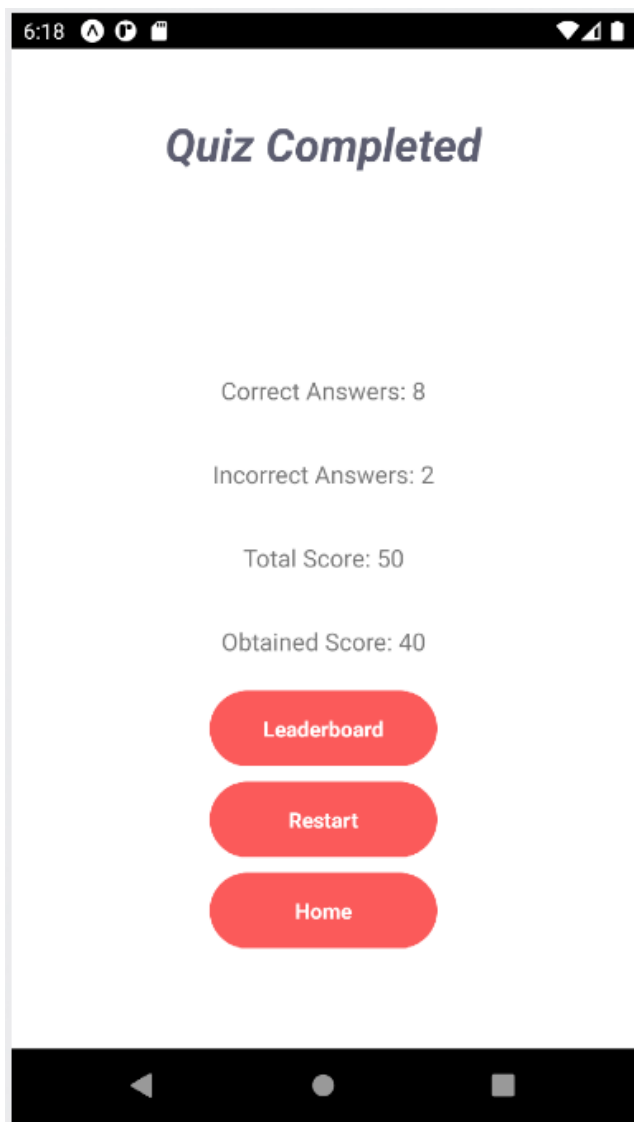 6:18
Quiz Completed
Correct Answers: 8
Incorrect Answers: 2
Total Score: 50
Obtained Score: 40
Leaderboard
Restart
Home